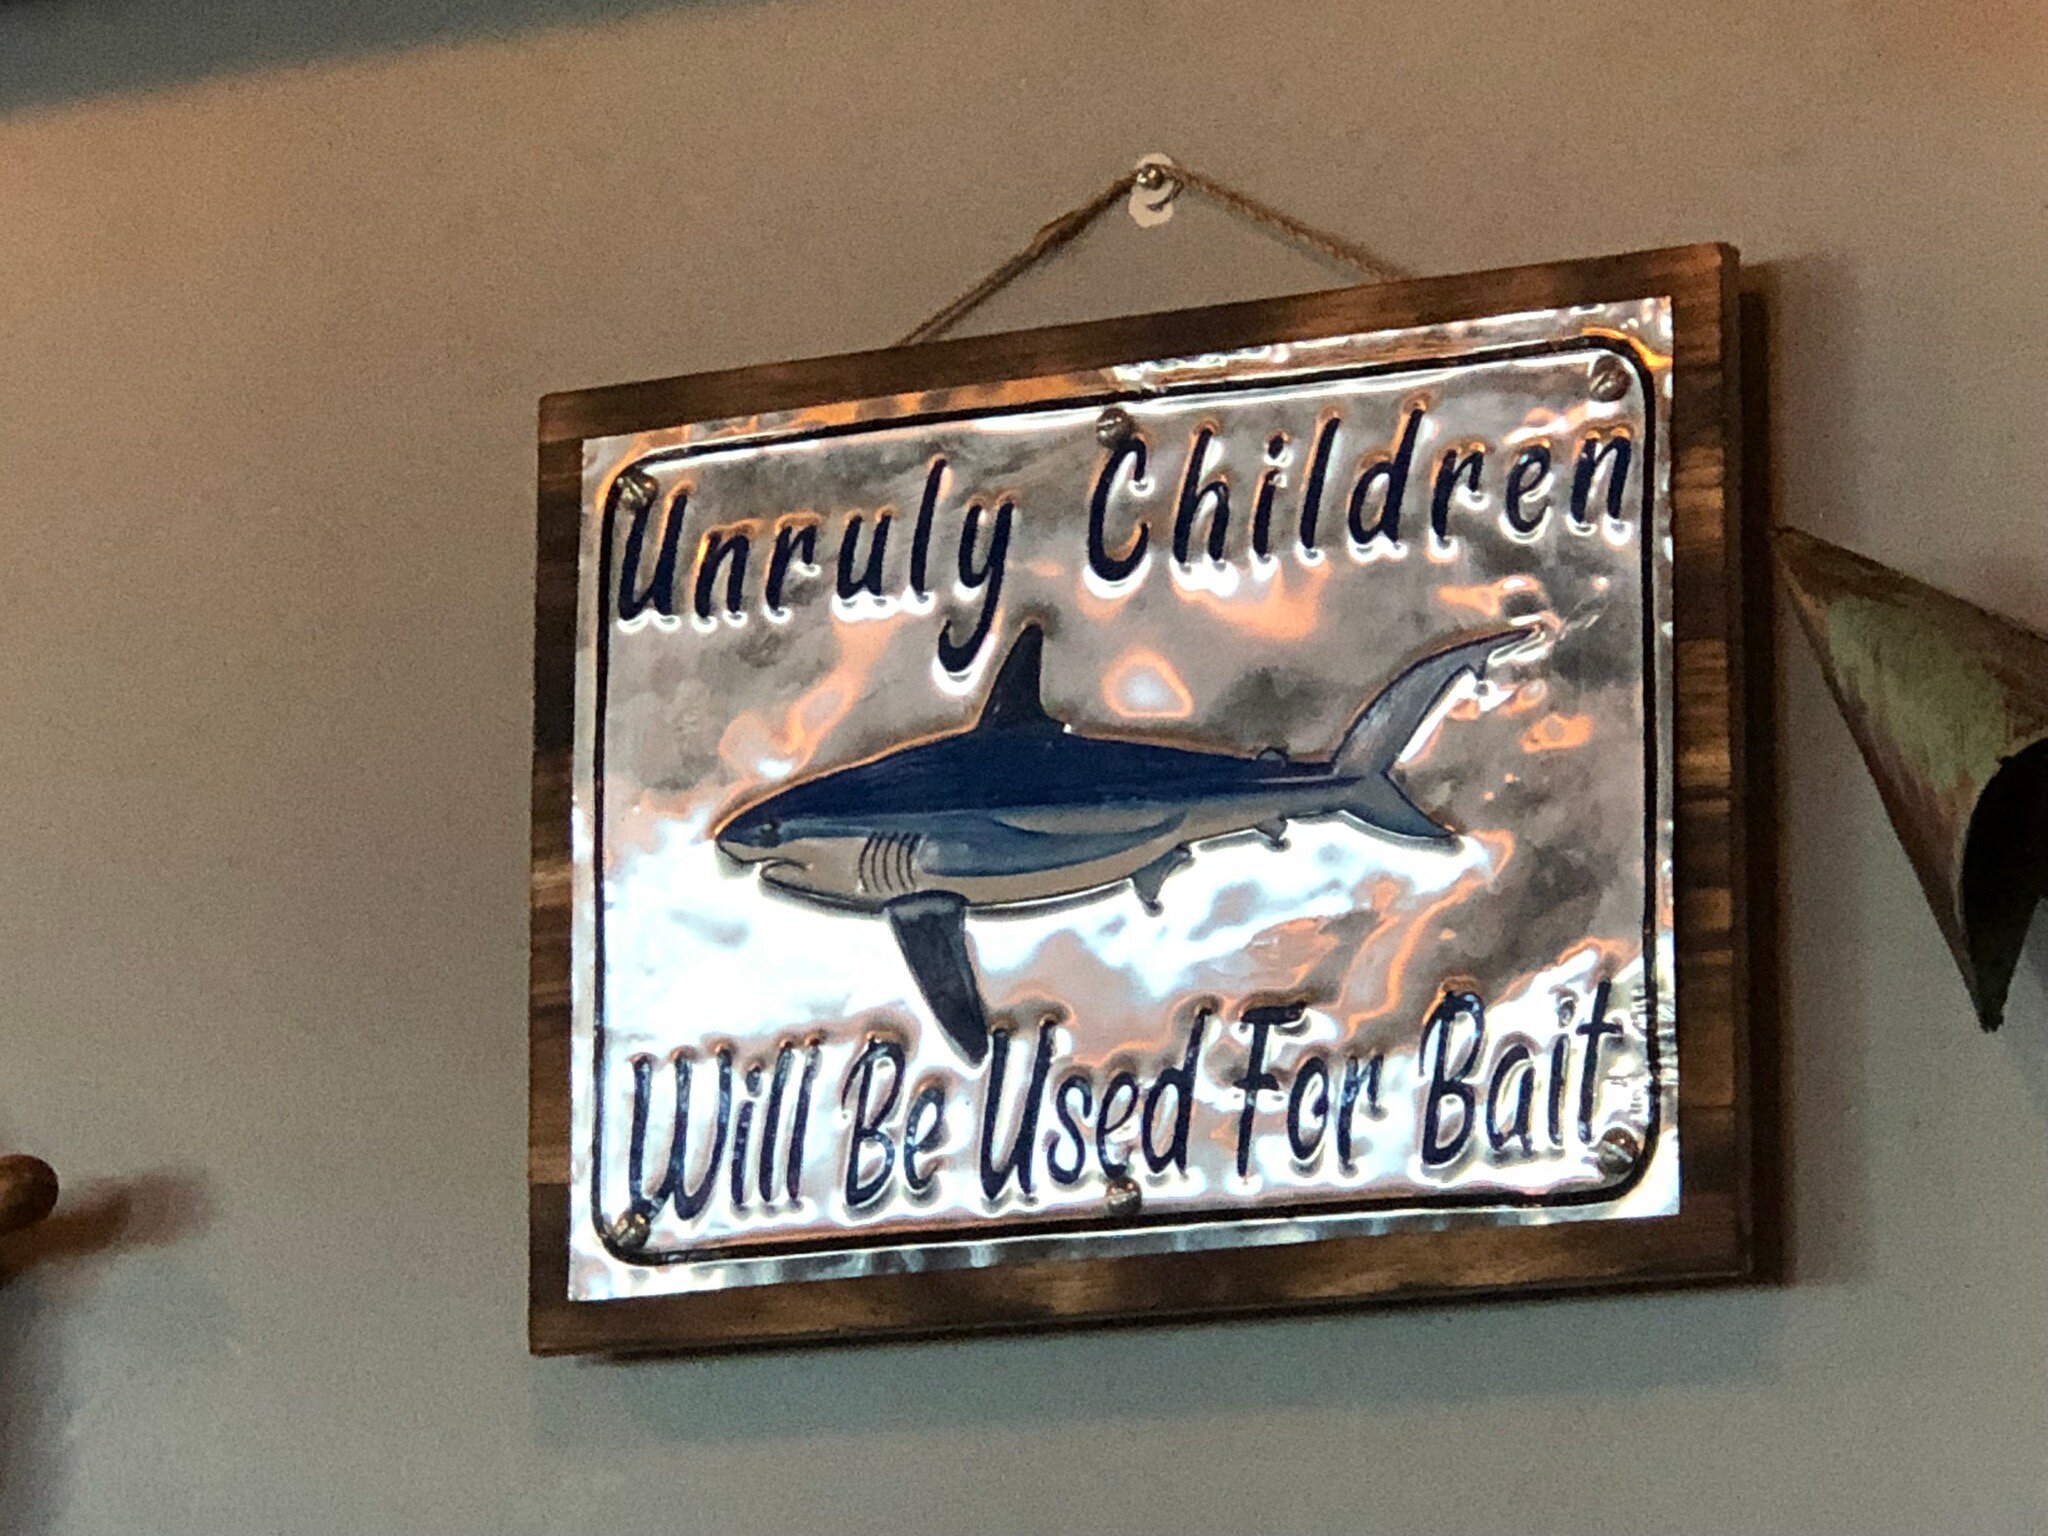 Unruly Children
Will Be Used For Bait